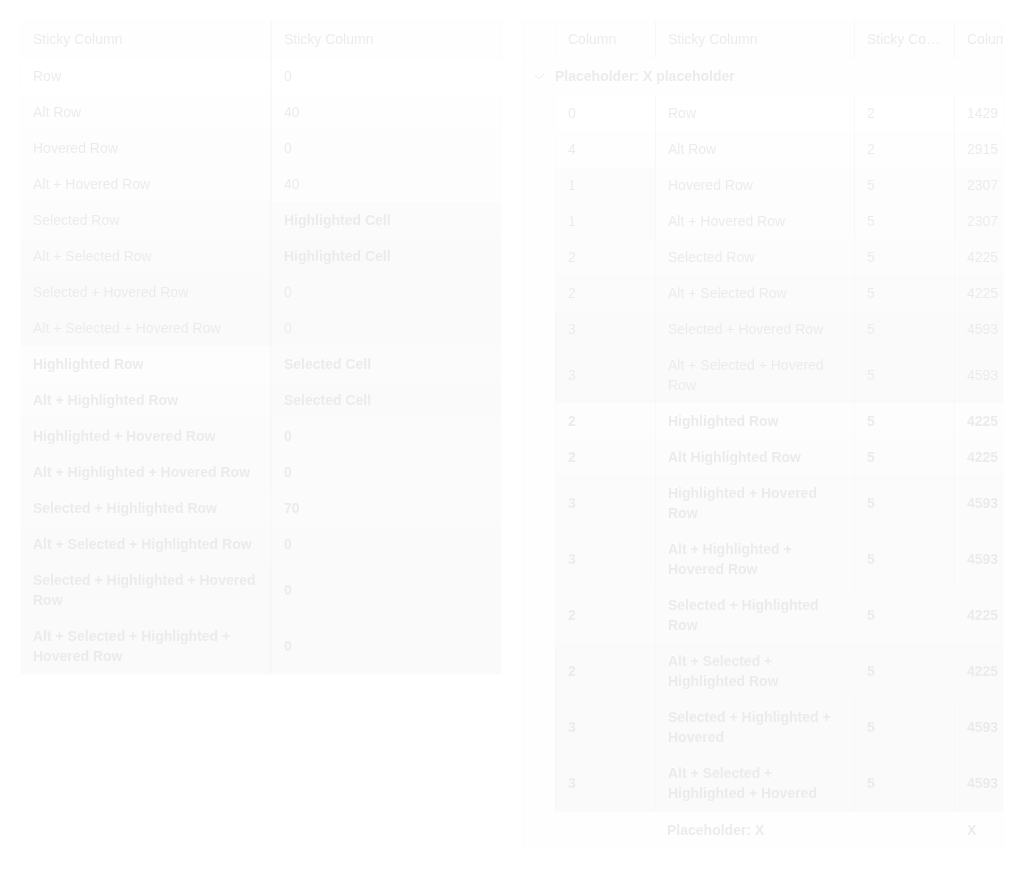 Sticky Column Sticky Column
Row 0
Alt Row 40
Hovered Row 0
Alt + Hovered Row 40
Selected Row Highlighted Cell
Alt + Selected Row Highlighted Cell
Selected + Hovered Row 0
Alt + Selected + Hovered Row 0
Highlighted Row Selected Cell
Alt + Highlighted Row Selected Cell
Highlighted + Hovered Row 0
Alt + Highlighted + Hovered Row 0
Selected + Highlighted Row 70
Alt + Selected + Highlighted Row 0
Selected + Highlighted + Hovered
Row 0
Alt + Selected + Highlighted +
Hovered Row 0
Column Sticky Column Sticky Co… Colun
Placeholder: X placeholder
0 Row 2 1429
4 Alt Row 2 2915
1 Hovered Row 5 2307
1 Alt + Hovered Row 5 2307
2 Selected Row 5 4225
2 Alt + Selected Row 5 4225
3 Selected + Hovered Row 5 4593
3 Alt + Selected + Hovered
Row 5 4593
2 Highlighted Row 5 4225
2 Alt Highlighted Row 5 4225
3 Highlighted + Hovered
Row 5 4593
3 Alt + Highlighted +
Hovered Row 5 4593
2 Selected + Highlighted
Row 5 4225
2 Alt + Selected +
Highlighted Row 5 4225
3 Selected + Highlighted +
Hovered 5 4593
3 Alt + Selected +
Highlighted + Hovered 5 4593
Placeholder: X X